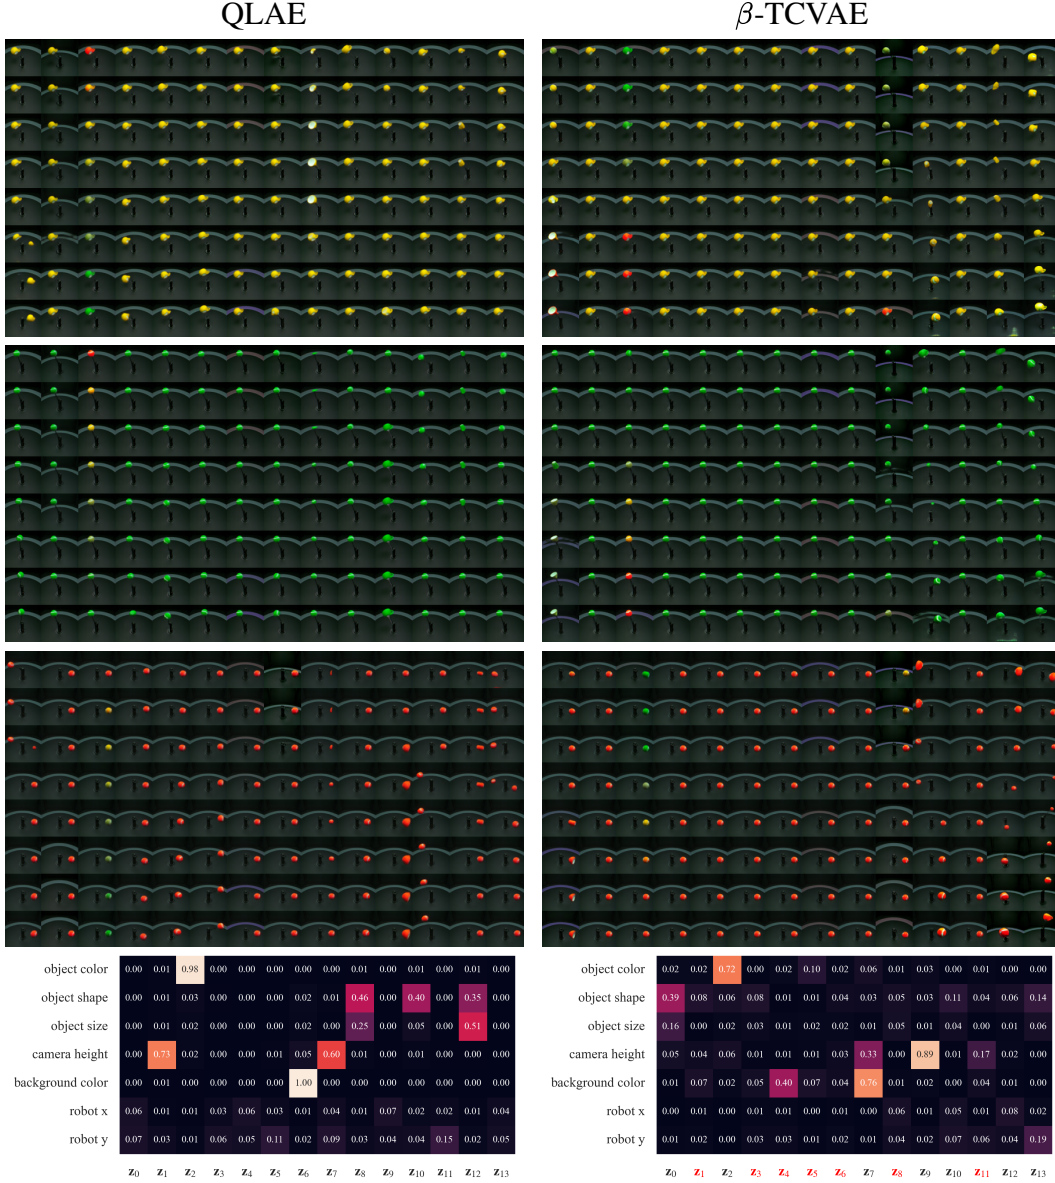 QLAE
β-TCVAE
object color 0.00 0.01 0.98 0.00 0.00 0.00 0.00 0.00 0.01 0.00 0.01 0.00 0.01 0.00
object shape 0.00 0.01 0.03 0.00 0.00 0.00 0.02 0.01 0.46 0.00 0.40 0.00 0.35 0.00
object size 0.00 0.01 0.02 0.00 0.00 0.00 0.01 0.00 0.25 0.00 0.05 0.00 0.51 0.00
camera height 0.00 0.73 0.02 0.00 0.00 0.01 0.05 0.60 0.01 0.00 0.01 0.00 0.00 0.00
background color 0.00 0.01 0.01 0.00 0.00 0.00 1.00 0.00 0.00 0.00 0.00 0.00 0.00 0.00
robot x 0.06 0.01 0.01 0.03 0.06 0.03 0.01 0.04 0.01 0.07 0.02 0.02 0.01 0.04
robot y 0.07 0.03 0.01 0.06 0.05 0.11 0.02 0.09 0.03 0.04 0.04 0.15 0.02 0.05
z0 z1 z2 z3 z4 z5 z6 z7 z8 z9 z10 z11 z12 z13
object color 0.02 0.02 0.72 0.00 0.02 0.10 0.02 0.06 0.01 0.03 0.00 0.01 0.00 0.00
object shape 0.39 0.08 0.06 0.08 0.01 0.01 0.04 0.03 0.05 0.03 0.11 0.04 0.06 0.14
object size 0.16 0.00 0.02 0.03 0.01 0.02 0.02 0.01 0.05 0.01 0.04 0.00 0.01 0.06
camera height 0.05 0.04 0.06 0.00 0.00 0.01 0.03 0.33 0.00 0.89 0.01 0.17 0.02 0.00
background color 0.01 0.07 0.02 0.05 0.40 0.07 0.04 0.76 0.01 0.02 0.00 0.04 0.01 0.00
robot x 0.00 0.01 0.00 0.01 0.01 0.01 0.01 0.00 0.06 0.01 0.05 0.01 0.08 0.02
robot y 0.01 0.02 0.00 0.03 0.03 0.02 0.01 0.01 0.04 0.02 0.07 0.06 0.04 0.19
z0 z1 z2 z3 z4 z5 z6 z7 z8 z9 z10 z11 z12 z13